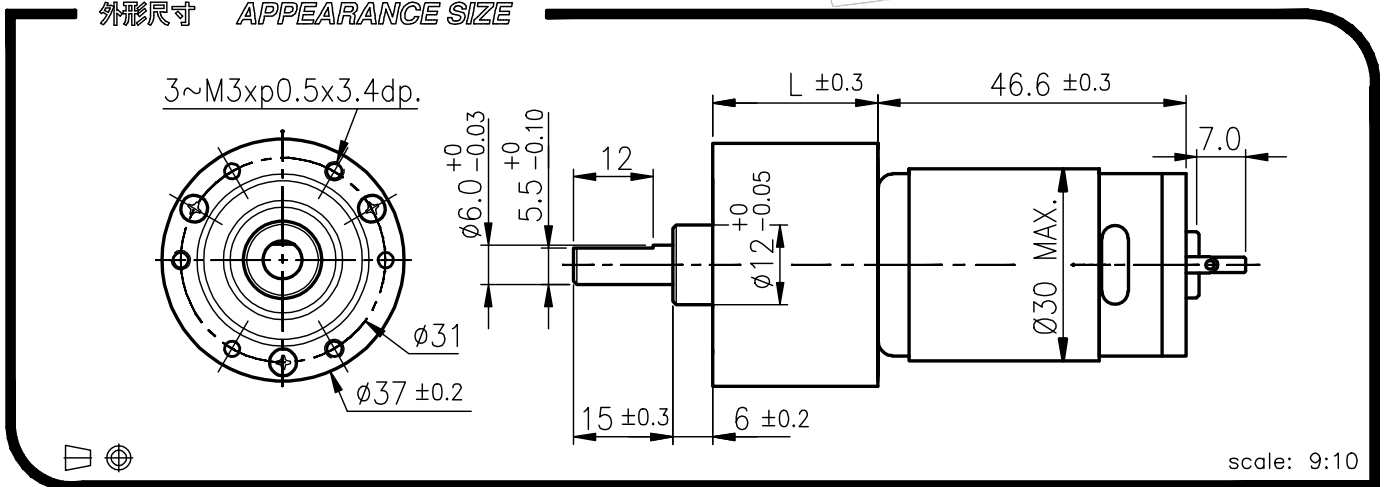 外形尺寸 APPEARANCE SIZE
3~M3xp0.5x3.4dp.
L ±0.3
46.6 ±0.3
7.0
12
ø6.0 +0 -0.03
5.5 +0 -0.10
ø12 +0 -0.05
Ø30 MAX.
ø31
ø37 ±0.2
15 ±0.3
6 ±0.2
scale: 9:10